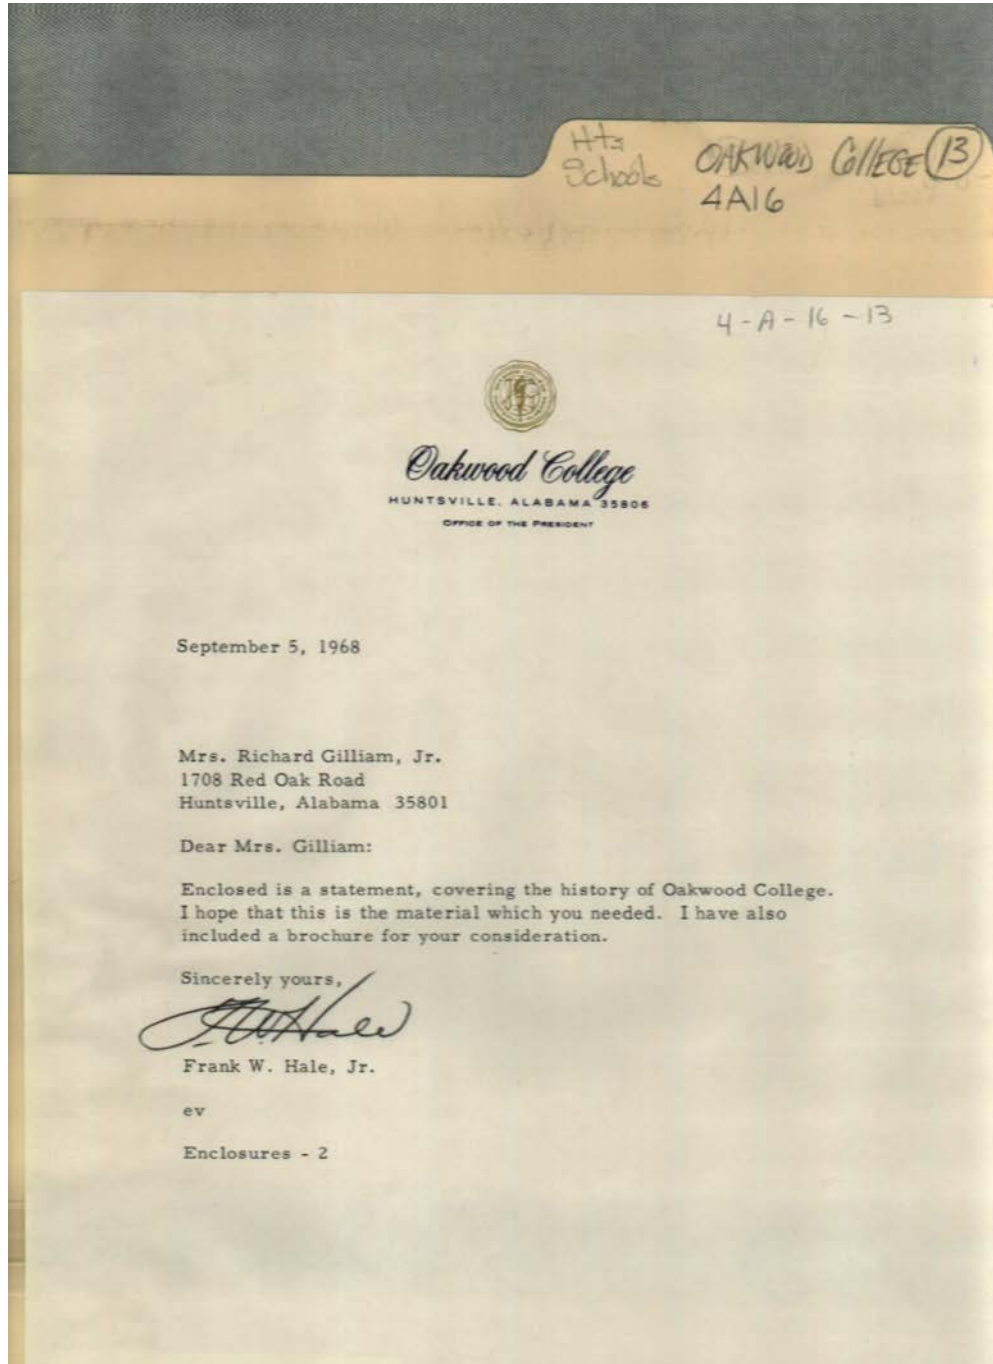 Hts
Schools
OAKWOOD COllEGE 13
4A16
4-A-16-13
Oakwood College
HUNTSVILLE, ALABAMA 35806
OFFICE OF THE PRESIDENT
September 5, 1968
Mrs. Richard Gilliam, Jr.
1708 Red Oak Road
Huntsville, Alabama 35801
Dear Mrs. Gilliam:
Enclosed is a statement, covering the history of Oakwood College.
I hope that this is the material which you needed. I have also
included a brochure for your consideration.
Sincerely yours,
F.W. Hale
Frank W. Hale, Jr.
ev
Enclosures - 2